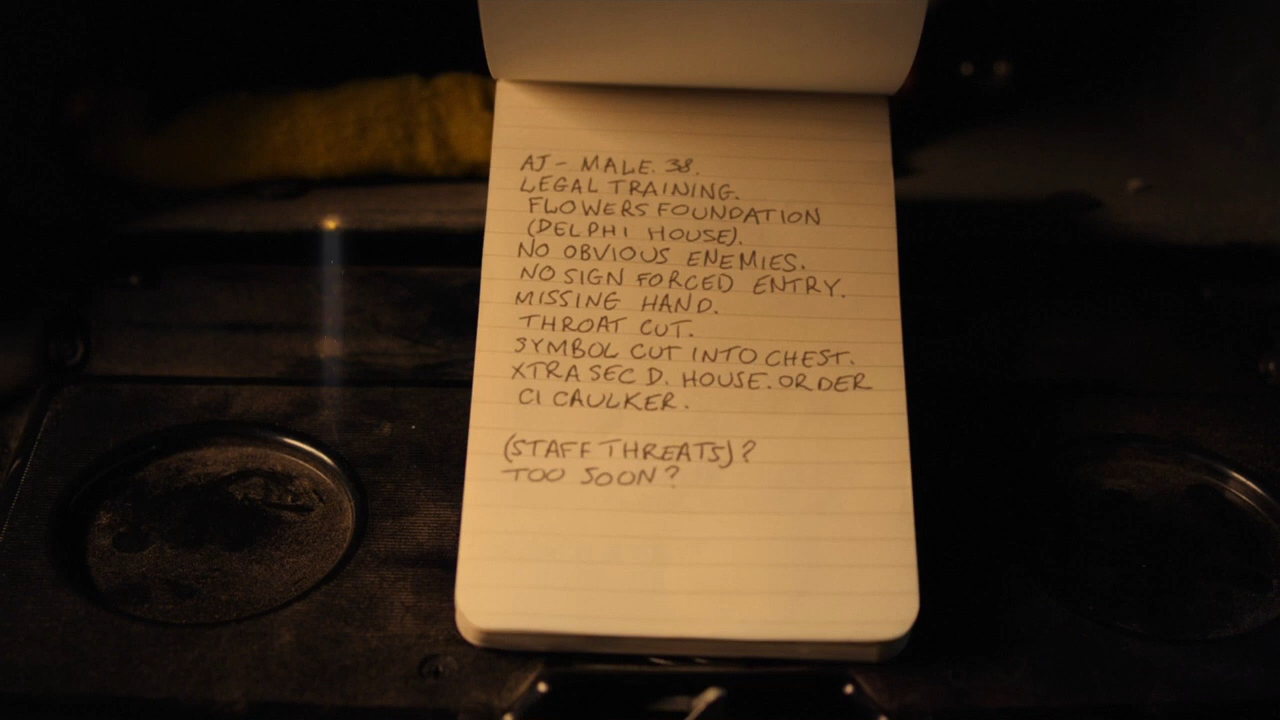 AJ - MALE. 38.
LEGAL TRAINING.
FLOWERS FOUNDATION
(DELPHI HOUSE).
NO OBVIOUS ENEMIES.
NO SIGN FORCED ENTRY.
MISSING HAND.
THROAT CUT.
SYMBOL CUT INTO CHEST.
XTRA SEC D. HOUSE. ORDER
CI CAULKER.
(STAFF THREATS)?
TOO SOON?